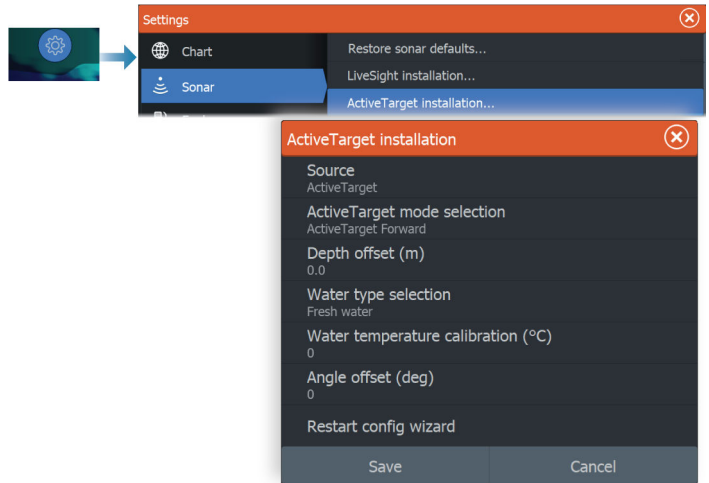 Settings
Chart
Restore sonar defaults...
LiveSight installation...
Sonar
ActiveTarget installation...
ActiveTarget installation
Source
ActiveTarget
ActiveTarget mode selection
ActiveTarget Forward
Depth offset (m)
0.0
Water type selection
Fresh water
Water temperature calibration (°C)
0
Angle offset (deg)
0
Restart config wizard
Save
Cancel